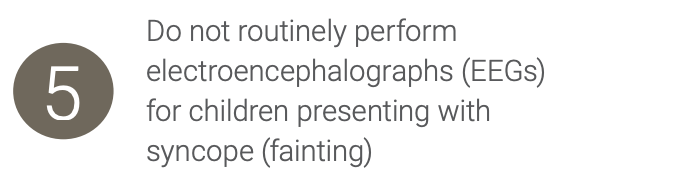 5
Do not routinely perform
electroencephalographs (EEGs)
for children presenting with
syncope (fainting)